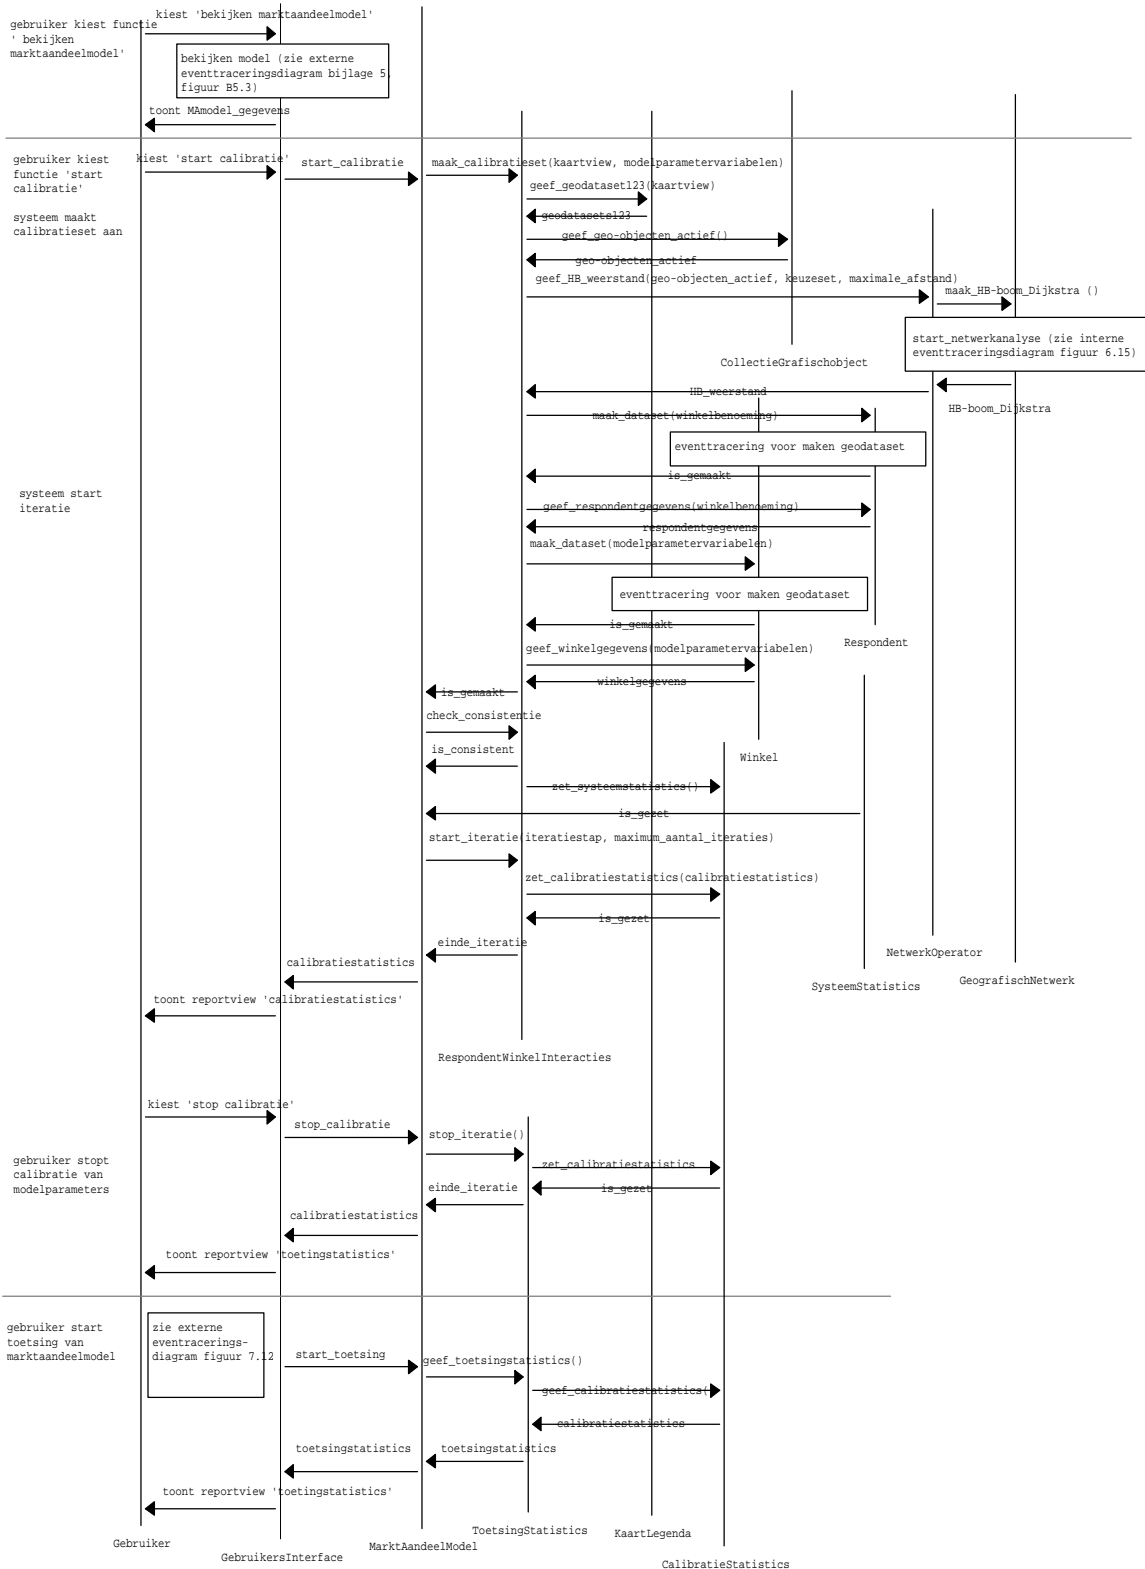 kiest 'bekijken marktaandeelmodel'
gebruiker kiest functie
' bekijken
marktaandeelmodel'
bekijken model (zie externe
eventtraceringsdiagram bijlage 5,
figuur B5.3)
toont MAmodel_gegevens
gebruiker kiest
functie 'start
calibratie'
kiest 'start calibratie'
start_calibratie
maak_calibratieset(kaartview, modelparametervariabelen)
geef_geodataset123(kaartview)
systeem maakt
calibratieset aan
geodatasets123
geef_geo-objecten_actief()
geo-objecten_actief
geef_HB_weerstand(geo-objecten_actief, keuzeset, maximale_afstand)
maak_HB-boom_Dijkstra ()
start_netwerkanalyse (zie interne
eventtraceringsdiagram figuur 6.15)
CollectieGrafischobject
HB_weerstand
HB-boom_Dijkstra
maak_dataset(winkelbenoeming)
eventtracering voor maken geodataset
is_gemaakt
systeem start
iteratie
geef_respondentgegevens(winkelbenoeming)
respondentgegevens
maak_dataset(modelparametervariabelen)
eventtracering voor maken geodataset
is_gemaakt
Respondent
geef_winkelgegevens(modelparametervariabelen)
winkelgegevens
is_gemaakt
check_consistentie
is_consistent
Winkel
zet_systeemstatistics()
is_gezet
start_iteratie(iteratiestap, maximum_aantal_iteraties)
zet_calibratiestatistics(calibratiestatistics)
is_gezet
einde_iteratie
NetwerkOperator
calibratiestatistics
SysteemStatistics
GeografischNetwerk
toont reportview 'calibratiestatistics'
RespondentWinkelInteracties
kiest 'stop calibratie'
stop_calibratie
stop_iteratie()
gebruiker stopt
calibratie van
modelparameters
zet_calibratiestatistics
is_gezet
einde_iteratie
calibratiestatistics
toont reportview 'toetingstatistics'
gebruiker start
toetsing van
marktaandeelmodel
zie externe
eventracerings-
diagram figuur 7.12
start_toetsing
geef_toetsingstatistics()
geef_calibratiestatistics(
calibratiestatistics
toetsingstatistics
toetsingstatistics
toont reportview 'toetingstatistics'
ToetsingStatistics
KaartLegenda
Gebruiker
MarktAandeelModel
GebruikersInterface
CalibratieStatistics